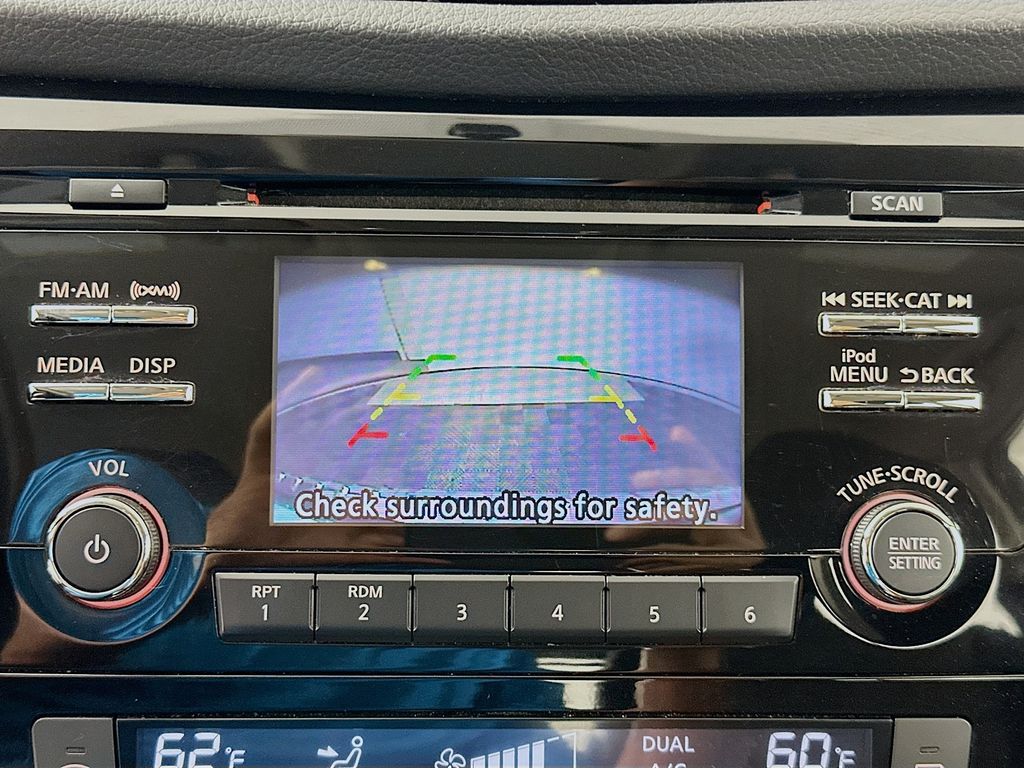 SCAN
FM·AM (((XM)))
MEDIA DISP
SEEK·CAT
iPod
MENU BACK
Check surroundings for safety.
VOL
TUNE·SCROLL
ENTER
SETTING
RPT
1
RDM
2
3
4
5
6
62°F
DUAL
A/C
60°F